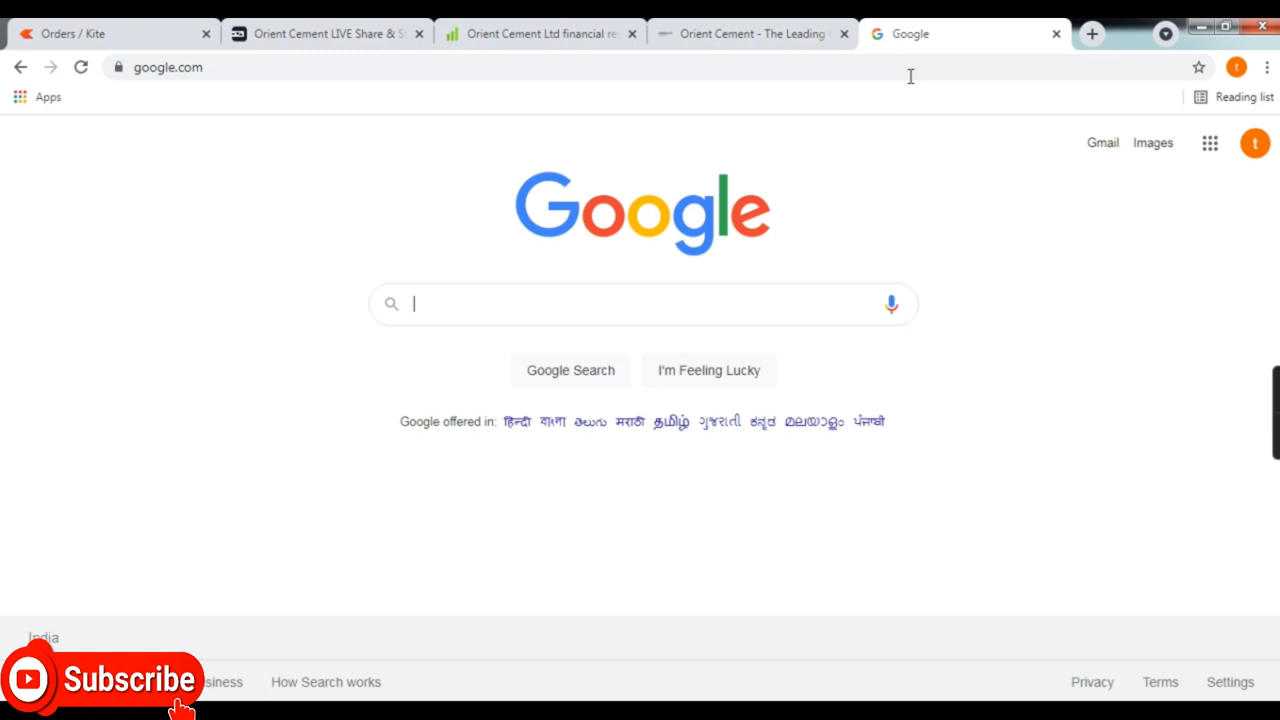 Orders / Kite
Orient Cement LIVE Share & S
Orient Cement Ltd financial re
Orient Cement - The Leading
Google
google.com
t
Apps
Reading list
Gmail Images
t
Google
Google Search
I'm Feeling Lucky
Google offered in: हिन्दी বাংলা తెలుగు मराठी தமிழ் ગુજરાતી ಕನ್ನಡ മലയാളം ਪੰਜਾਬੀ
India
Subscribe
siness
How Search works
Privacy
Terms
Settings